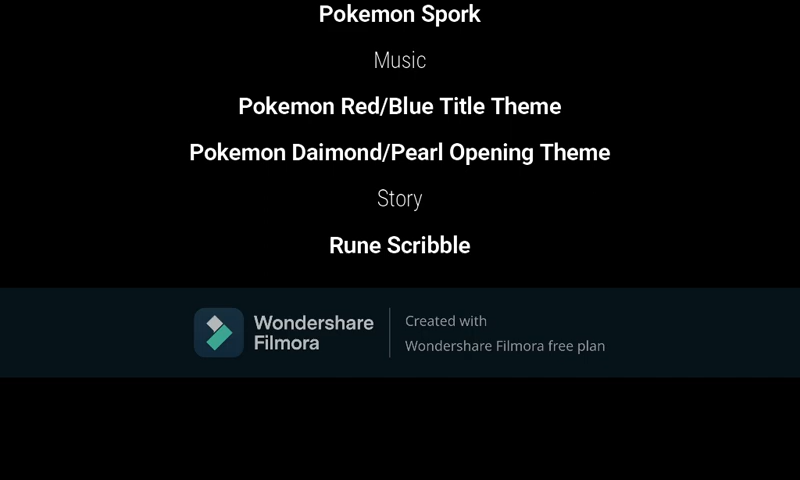 Pokemon Spork
Music
Pokemon Red/Blue Title Theme
Pokemon Daimond/Pearl Opening Theme
Story
Rune Scribble
Wondershare
Filmora
Created with
Wondershare Filmora free plan